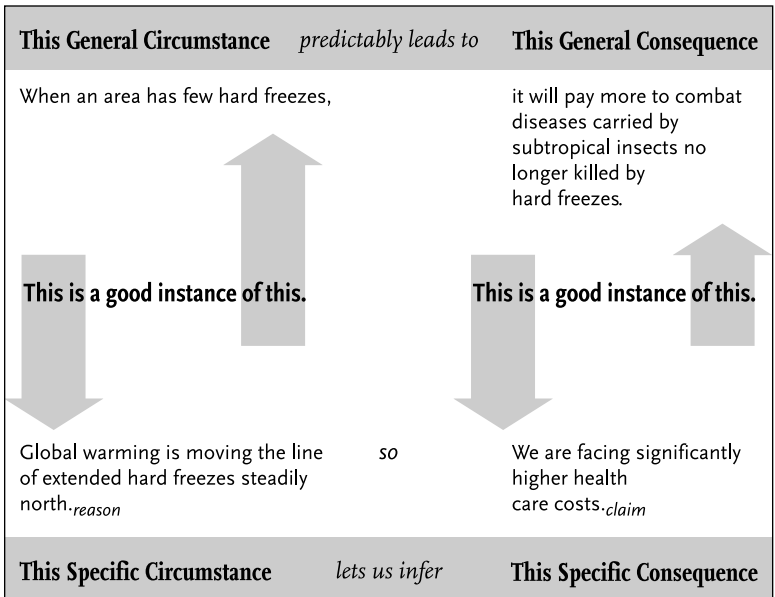 This General Circumstance predictably leads to This General Consequence
When an area has few hard freezes,
it will pay more to combat
diseases carried by
subtropical insects no
longer killed by
hard freezes.
This is a good instance of this.
This is a good instance of this.
Global warming is moving the line
of extended hard freezes steadily
north.reason
so
We are facing significantly
higher health
care costs.claim
This Specific Circumstance lets us infer This Specific Consequence